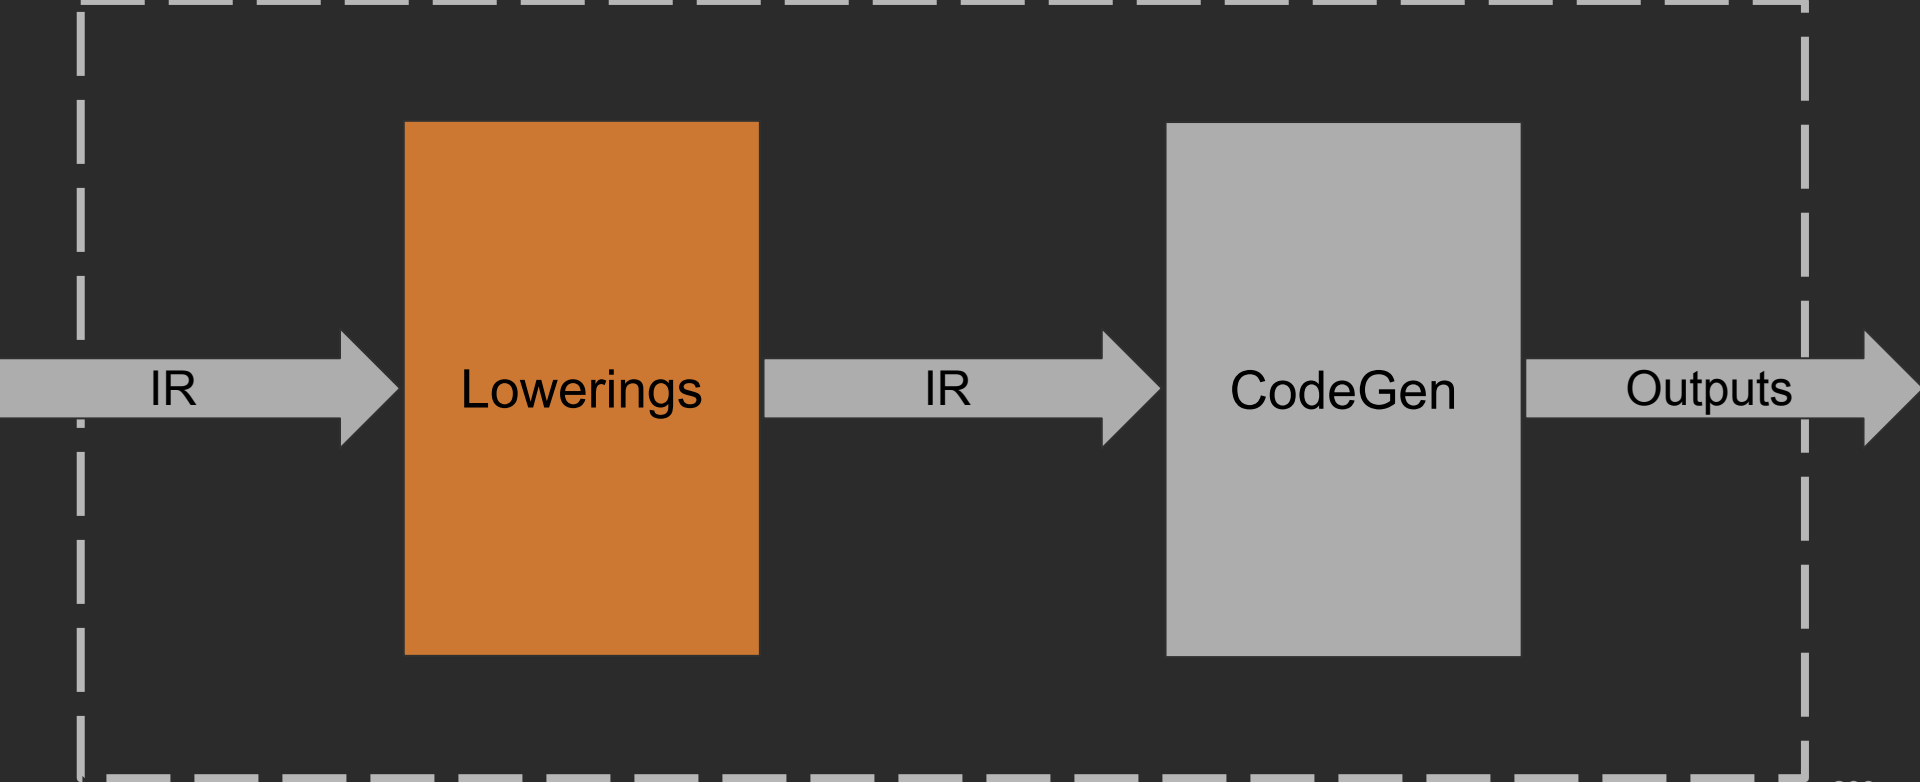 IR
Lowerings
IR
CodeGen
Outputs